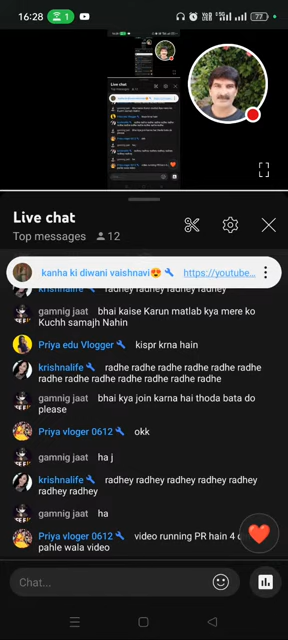 16:28
1
77
Live chat
Top messages 12
kanha ki diwani vaishnavi😍 https://youtube...
krishnalife radhey radhey radhey
gamnig jaat bhai kaise Karun matlab kya mere ko
Kuchh samajh Nahin
Priya edu Vlogger kispr krna hain
krishnalife radhe radhe radhe radhe radhe
radhe radhe radhe radhe radhe radhe radhe
gamnig jaat bhai kya join karna hai thoda bata do
please
Priya vloger 0612 okk
gamnig jaat ha j
krishnalife radhey radhey radhey radhey
radhey radhey
gamnig jaat ha
Priya vloger 0612 video running PR hain 4
pahle wala video
Chat...